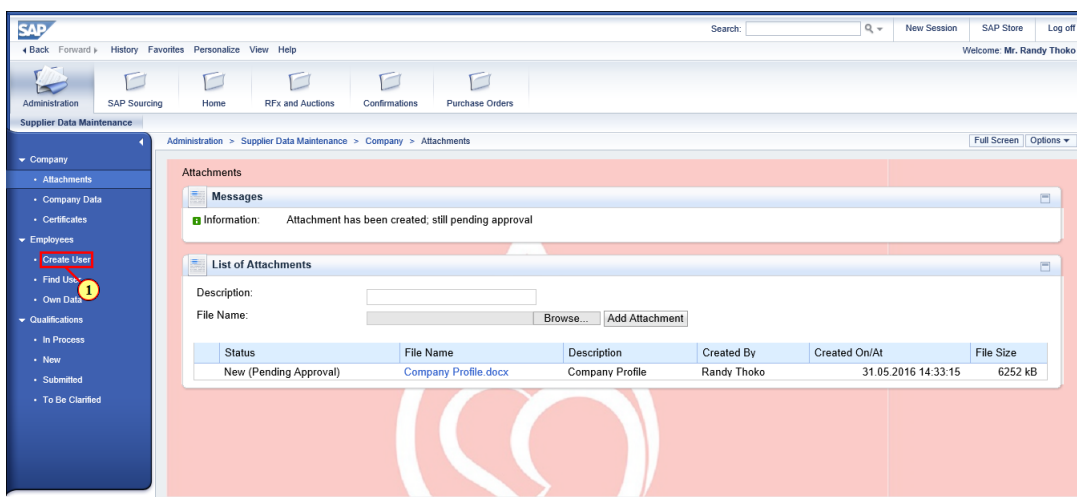 SAP
Search: New Session SAP Store Log off
Back Forward History Favorites Personalize View Help Welcome: Mr. Randy Thoko
Administration SAP Sourcing Home RFx and Auctions Confirmations Purchase Orders
Supplier Data Maintenance
Administration > Supplier Data Maintenance > Company > Attachments Full Screen Options
Company
Attachments
Company Data
Certificates
Employees
Create User
Find User
1
Own Data
Qualifications
In Process
New
Submitted
To Be Clarified
Attachments
Messages
Information: Attachment has been created; still pending approval
List of Attachments
Description:
File Name: Browse... Add Attachment
Status File Name Description Created By Created On/At File Size
New (Pending Approval) Company Profile.docx Company Profile Randy Thoko 31.05.2016 14:33:15 6252 kB